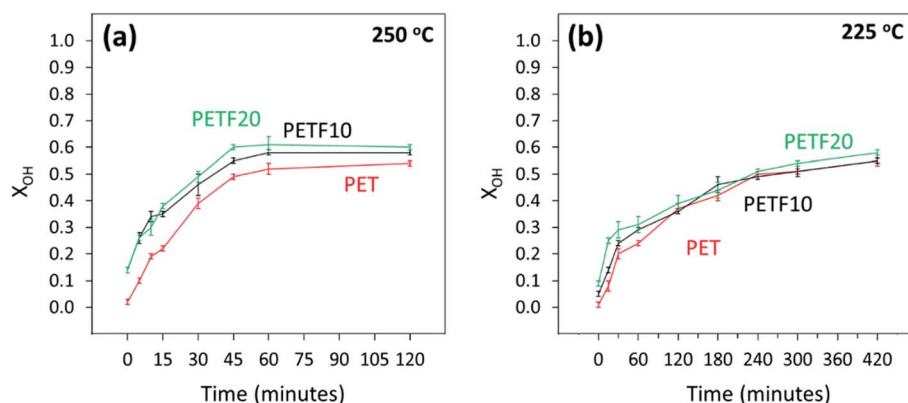 (a)
250 °C
1.0
0.9
0.8
0.7
0.6
0.5
0.4
0.3
0.2
0.1
0.0
X_OH
PETF20
PETF10
PET
0 15 30 45 60 75 90 105 120
Time (minutes)
(b)
225 °C
1.0
0.9
0.8
0.7
0.6
0.5
0.4
0.3
0.2
0.1
0.0
X_OH
PETF20
PETF10
PET
0 60 120 180 240 300 360 420
Time (minutes)